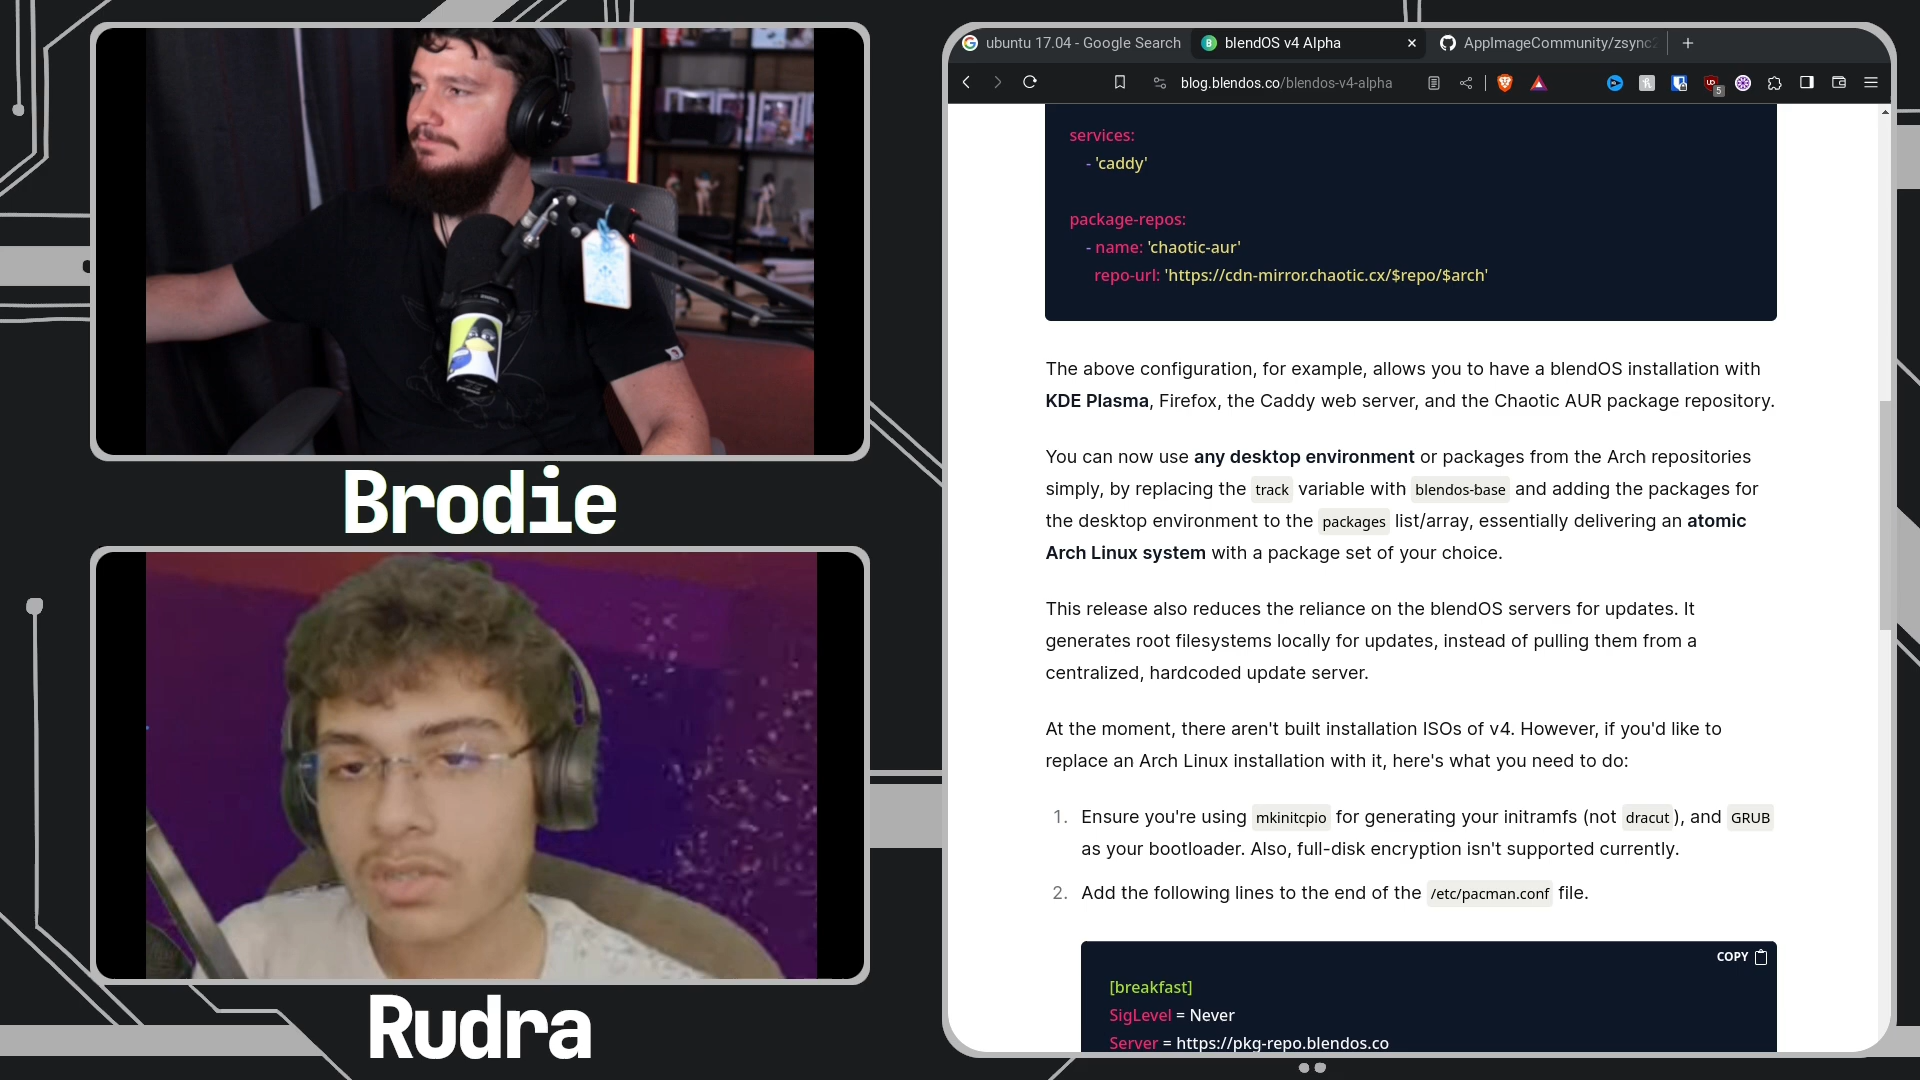 Brodie
Rudra
ubuntu 17.04 - Google Search
blendOS v4 Alpha
AppImageCommunity/zsync2
blog.blendos.co/blendos-v4-alpha
5
services:
- 'caddy'
package-repos:
- name: 'chaotic-aur'
repo-url: 'https://cdn-mirror.chaotic.cx/$repo/$arch'
The above configuration, for example, allows you to have a blendOS installation with
KDE Plasma, Firefox, the Caddy web server, and the Chaotic AUR package repository.
You can now use any desktop environment or packages from the Arch repositories
simply, by replacing the track variable with blendos-base and adding the packages for
the desktop environment to the packages list/array, essentially delivering an atomic
Arch Linux system with a package set of your choice.
This release also reduces the reliance on the blendOS servers for updates. It
generates root filesystems locally for updates, instead of pulling them from a
centralized, hardcoded update server.
At the moment, there aren't built installation ISOs of v4. However, if you'd like to
replace an Arch Linux installation with it, here's what you need to do:
1. Ensure you're using mkinitcpio for generating your initramfs (not dracut), and GRUB
as your bootloader. Also, full-disk encryption isn't supported currently.
2. Add the following lines to the end of the /etc/pacman.conf file.
COPY
[breakfast]
SigLevel = Never
Server = https://pkg-repo.blendos.co